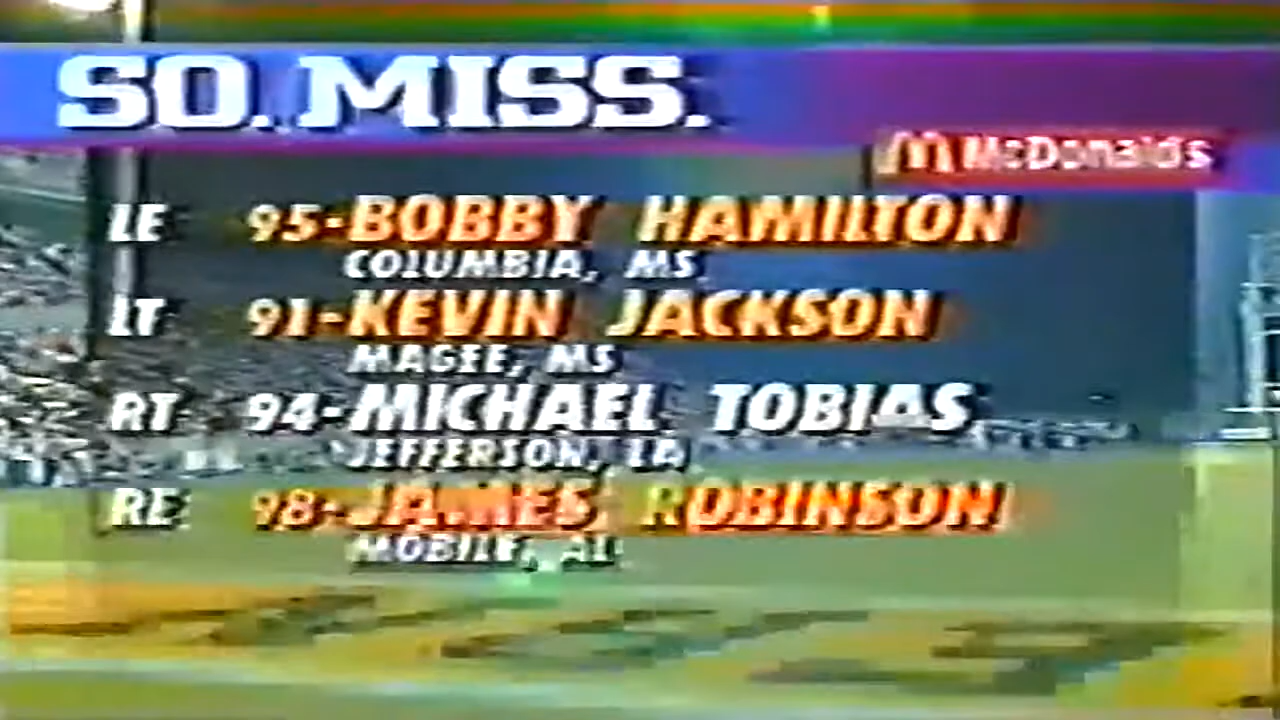 SO. MISS.
McDonalds
LE 95-BOBBY HAMILTON
COLUMBIA, MS
LT 91-KEVIN JACKSON
MAGEE, MS
RT 94-MICHAEL TOBIAS
JEFFERSON, LA
RE 98-JAMES ROBINSON
MOBILE, AL